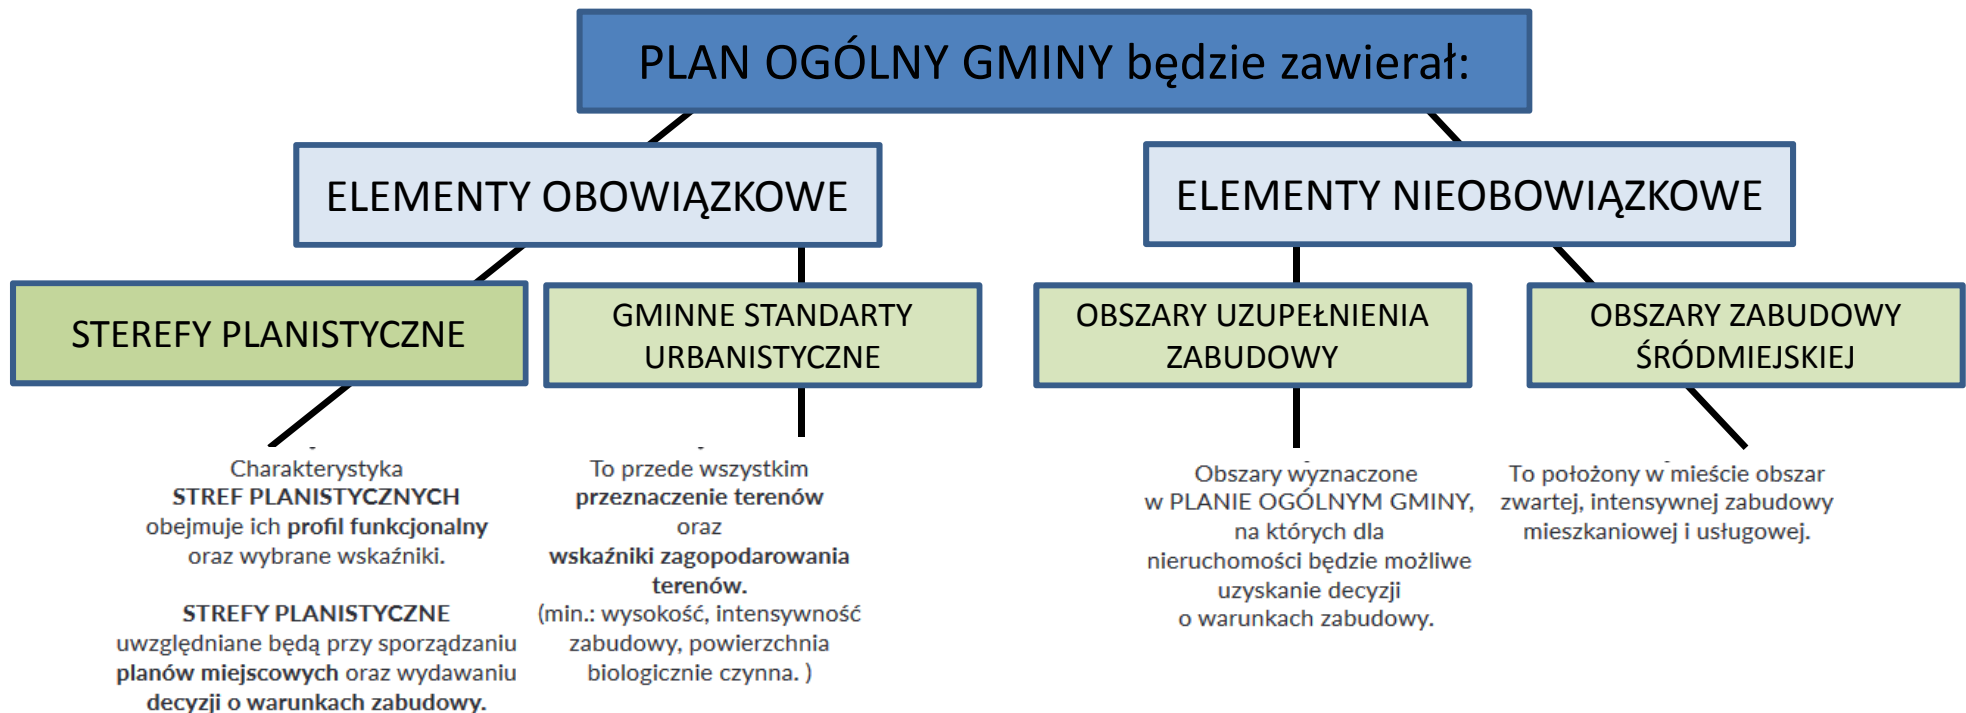 PLAN OGÓLNY GMINY będzie zawierał:
ELEMENTY OBOWIĄZKOWE
ELEMENTY NIEOBOWIĄZKOWE
STEREFY PLANISTYCZNE
GMINNE STANDARTY
URBANISTYCZNE
OBSZARY UZUPEŁNIENIA
ZABUDOWY
OBSZARY ZABUDOWY
ŚRÓDMIEJSKIEJ
Charakterystyka
STREF PLANISTYCZNYCH
obejmuje ich profil funkcjonalny
oraz wybrane wskaźniki.
STREFY PLANISTYCZNE
uwzględniane będą przy sporządzaniu
planów miejscowych oraz wydawaniu
decyzji o warunkach zabudowy.
To przede wszystkim
przeznaczenie terenów
oraz
wskaźniki zagopodarowania
terenów.
(min.: wysokość, intensywność
zabudowy, powierzchnia
biologicznie czynna. )
Obszary wyznaczone
w PLANIE OGÓLNYM GMINY,
na których dla
nieruchomości będzie możliwe
uzyskanie decyzji
o warunkach zabudowy.
To położony w mieście obszar
zwartej, intensywnej zabudowy
mieszkaniowej i usługowej.